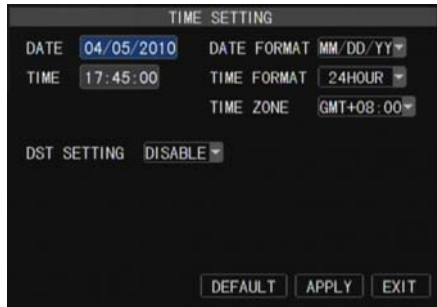 TIME SETTING
DATE 04/05/2010 DATE FORMAT MM/DD/YY
TIME 17:45:00 TIME FORMAT 24HOUR
TIME ZONE GMT+08:00
DST SETTING DISABLE
DEFAULT APPLY EXIT